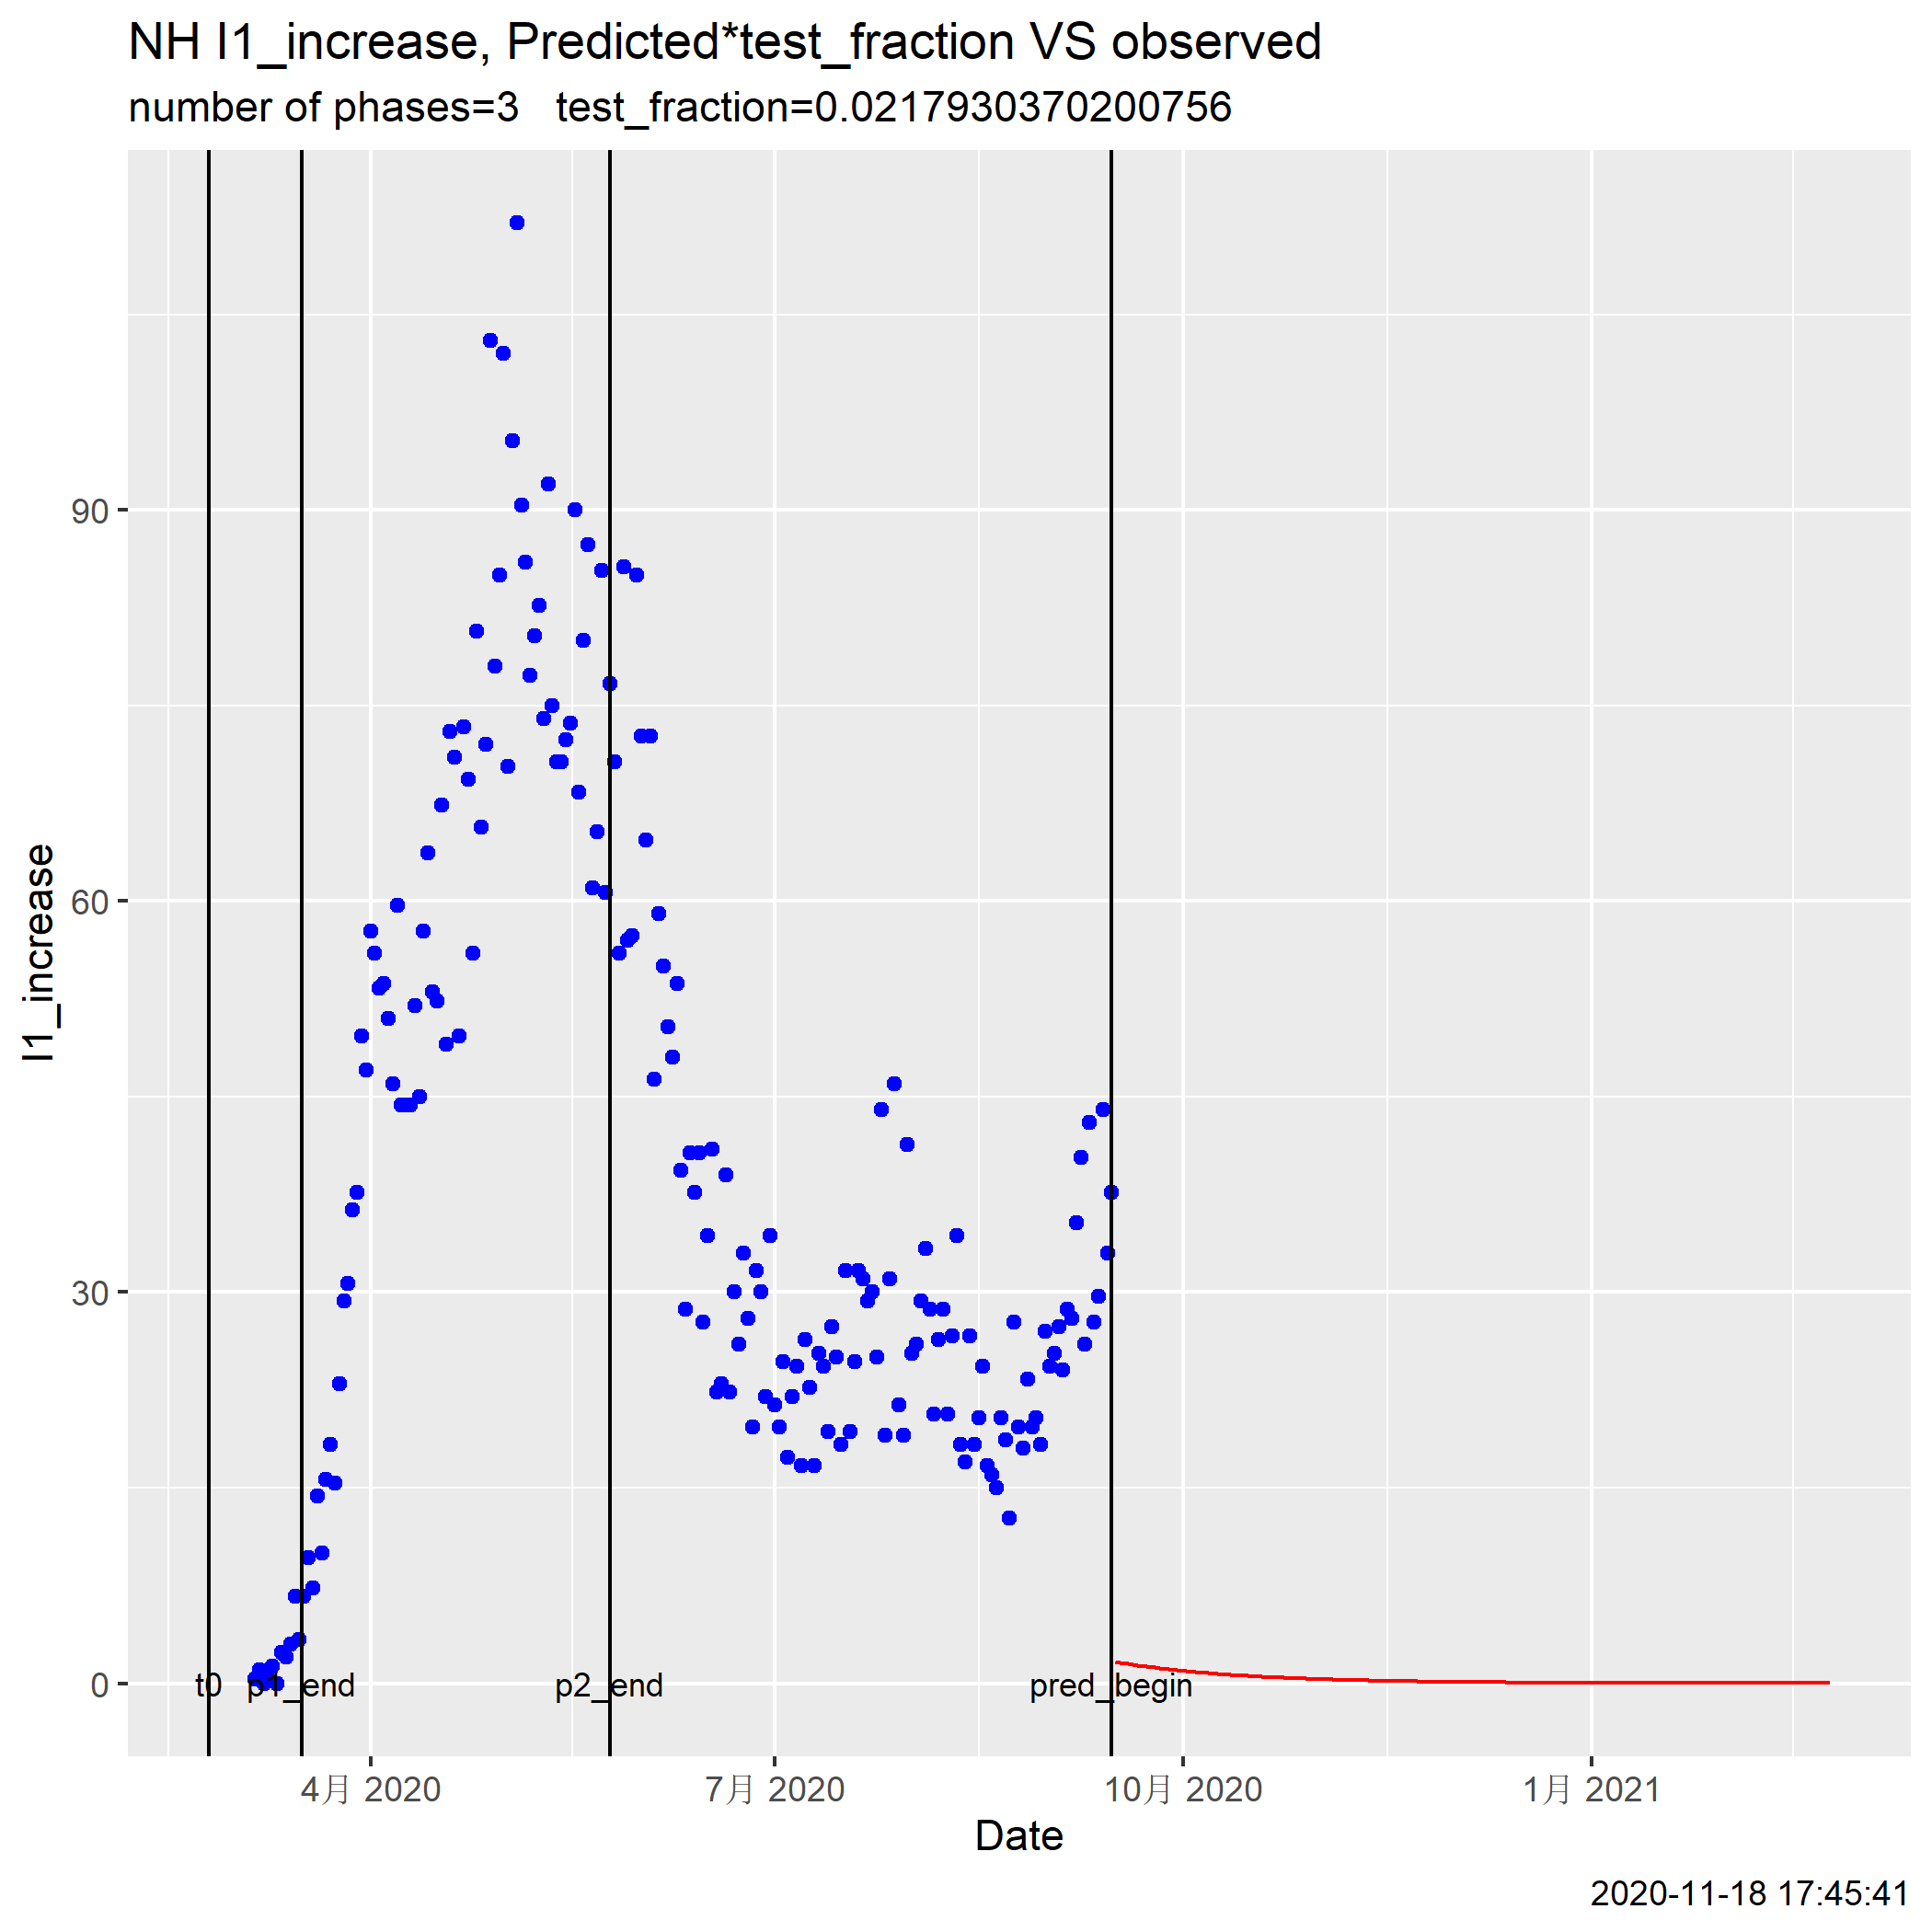 NH I1_increase, Predicted*test_fraction VS observed
number of phases=3 test_fraction=0.0217930370200756
I1_increase
90
60
30
0
t0 p1_end p2_end pred_begin
4月 2020 7月 2020 10月 2020 1月 2021
Date
2020-11-18 17:45:41